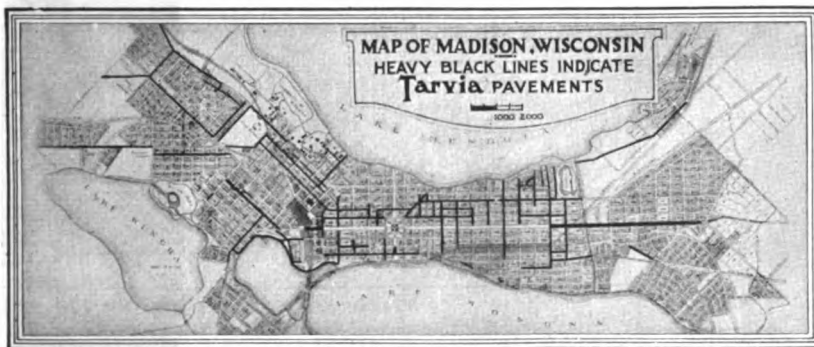 MAP OF MADISON, WISCONSIN
HEAVY BLACK LINES INDICATE
Tarvia PAVEMENTS
1000 2000
LAKE MENDOTA
LAKE WINGRA
LAKE MONONA